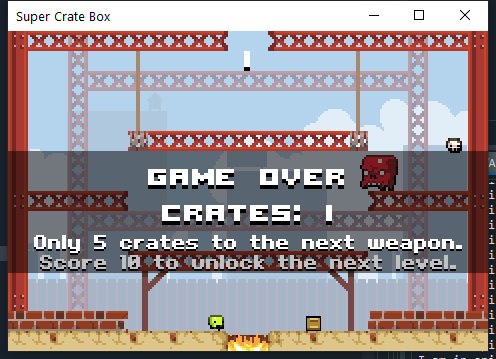 Super Crate Box
GAME OVER
CRATES: 1
Only 5 crates to the next weapon.
Score 10 to unlock the next level.